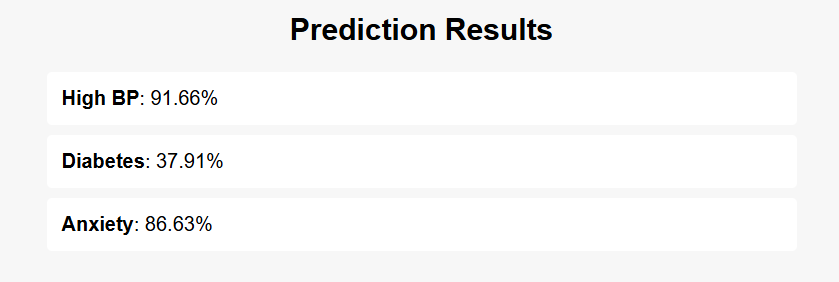 Prediction Results
High BP: 91.66%
Diabetes: 37.91%
Anxiety: 86.63%